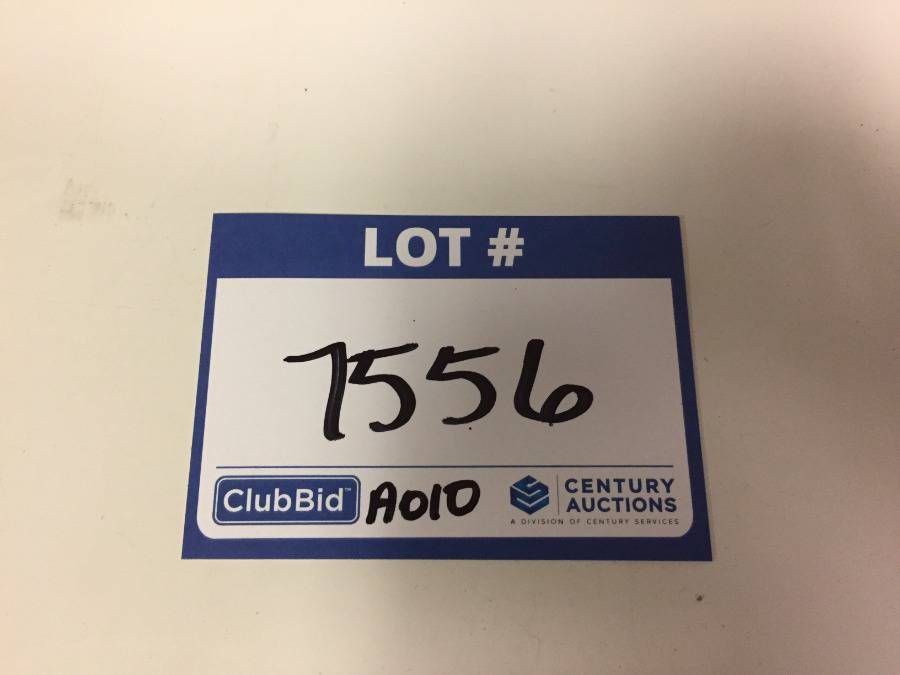 LOT #
7556
ClubBid™ A010 CENTURY
AUCTIONS
A DIVISION OF CENTURY SERVICES